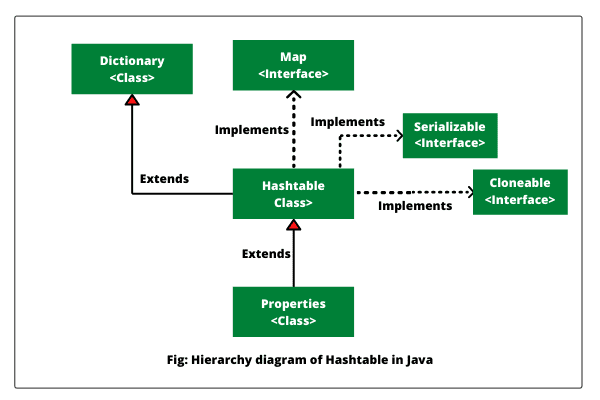 Dictionary
<Class>
Map
<Interface>
Implements
Implements
Serializable
<Interface>
Extends
Hashtable
Class>
Implements
Cloneable
<Interface>
Extends
Properties
<Class>
Fig: Hierarchy diagram of Hashtable in Java